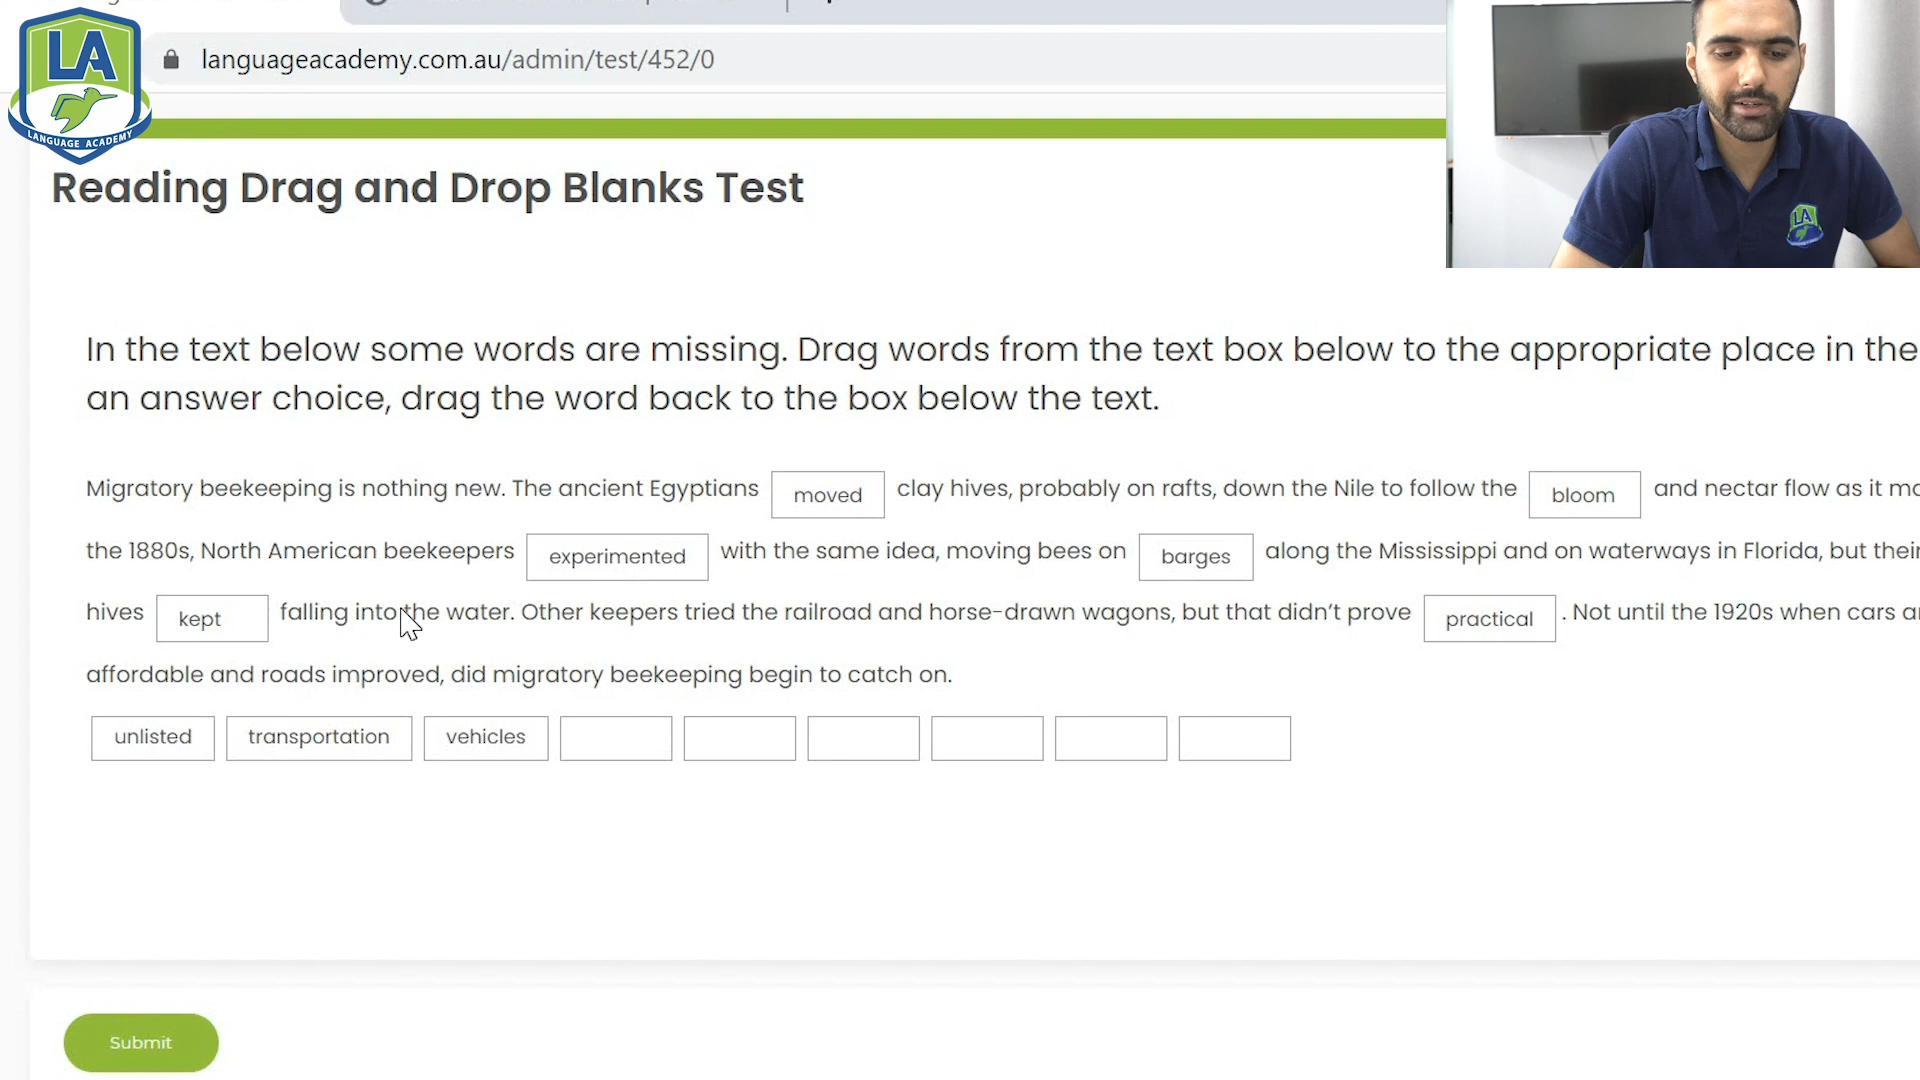 LA
LANGUAGE ACADEMY
languageacademy.com.au/admin/test/452/0
Reading Drag and Drop Blanks Test
LA
In the text below some words are missing. Drag words from the text box below to the appropriate place in the
an answer choice, drag the word back to the box below the text.
Migratory beekeeping is nothing new. The ancient Egyptians moved clay hives, probably on rafts, down the Nile to follow the bloom and nectar flow as it
the 1880s, North American beekeepers experimented with the same idea, moving bees on barges along the Mississippi and on waterways in Florida, but their
hives kept falling into the water. Other keepers tried the railroad and horse-drawn wagons, but that didn't prove practical . Not until the 1920s when cars
affordable and roads improved, did migratory beekeeping begin to catch on.
unlisted transportation vehicles
Submit